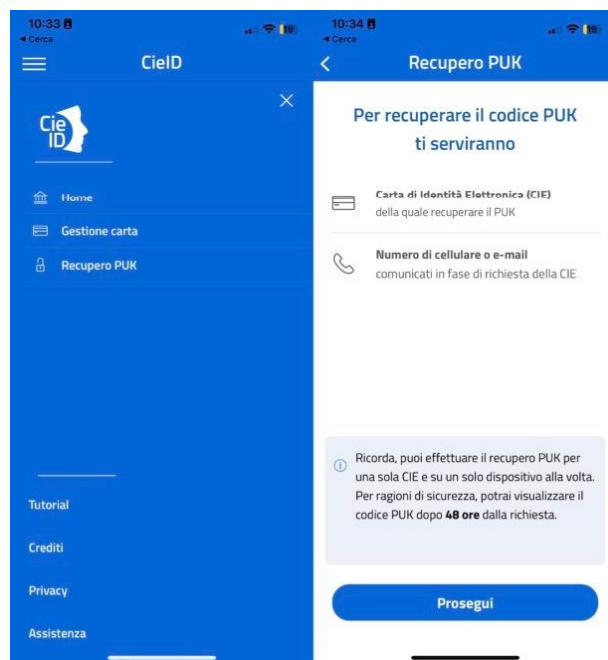 10:33
◀ Cerca
19
CieID
Cie
ID
Home
Gestione carta
Recupero PUK
Tutorial
Crediti
Privacy
Assistenza
10:34
◀ Cerca
19
Recupero PUK
Per recuperare il codice PUK
ti serviranno
Carta di Identità Elettronica (CIE)
della quale recuperare il PUK
Numero di cellulare o e-mail
comunicati in fase di richiesta della CIE
Ricorda, puoi effettuare il recupero PUK per
una sola CIE e su un solo dispositivo alla volta.
Per ragioni di sicurezza, potrai visualizzare il
codice PUK dopo 48 ore dalla richiesta.
Prosegui